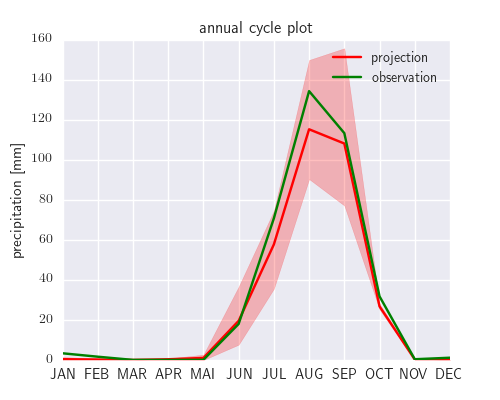 annual cycle plot
160
140
120
100
80
60
40
20
0
precipitation [mm]
projection
observation
JAN FEB MAR APR MAI JUN JUL AUG SEP OCT NOV DEC